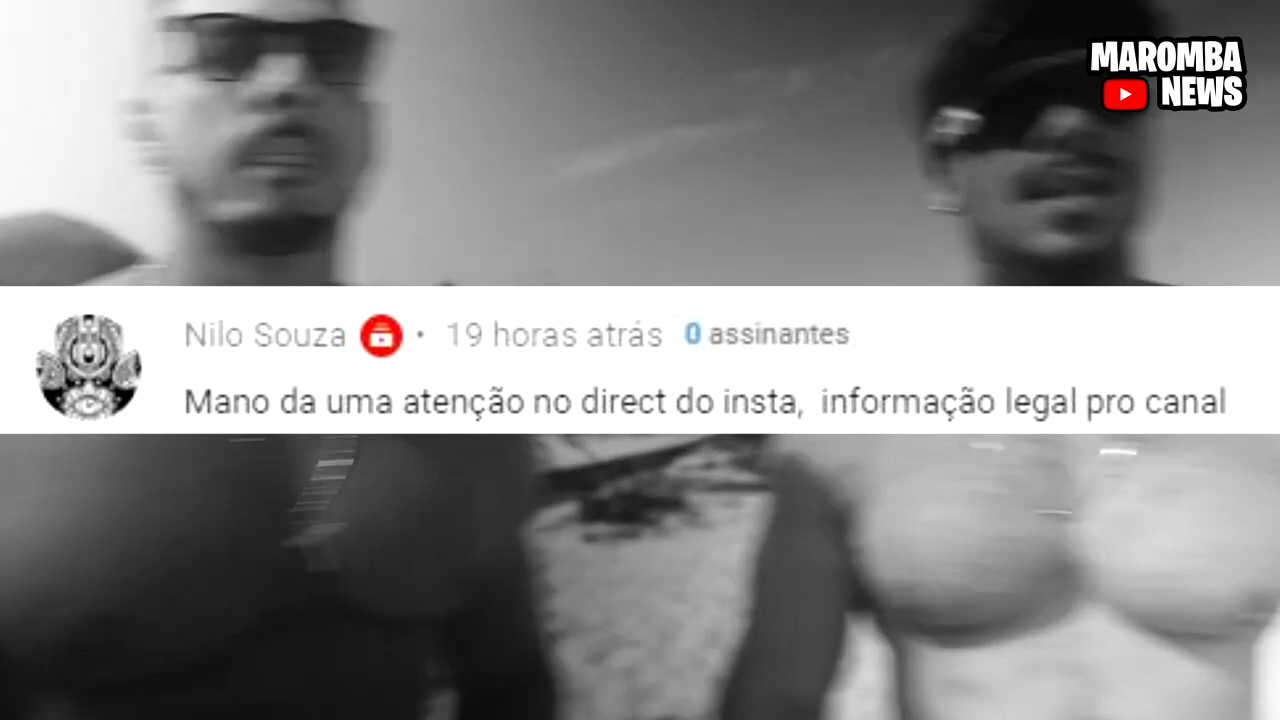 MAROMBA
NEWS
Nilo Souza • 19 horas atrás 0 assinantes
Mano da uma atenção no direct do insta, informação legal pro canal